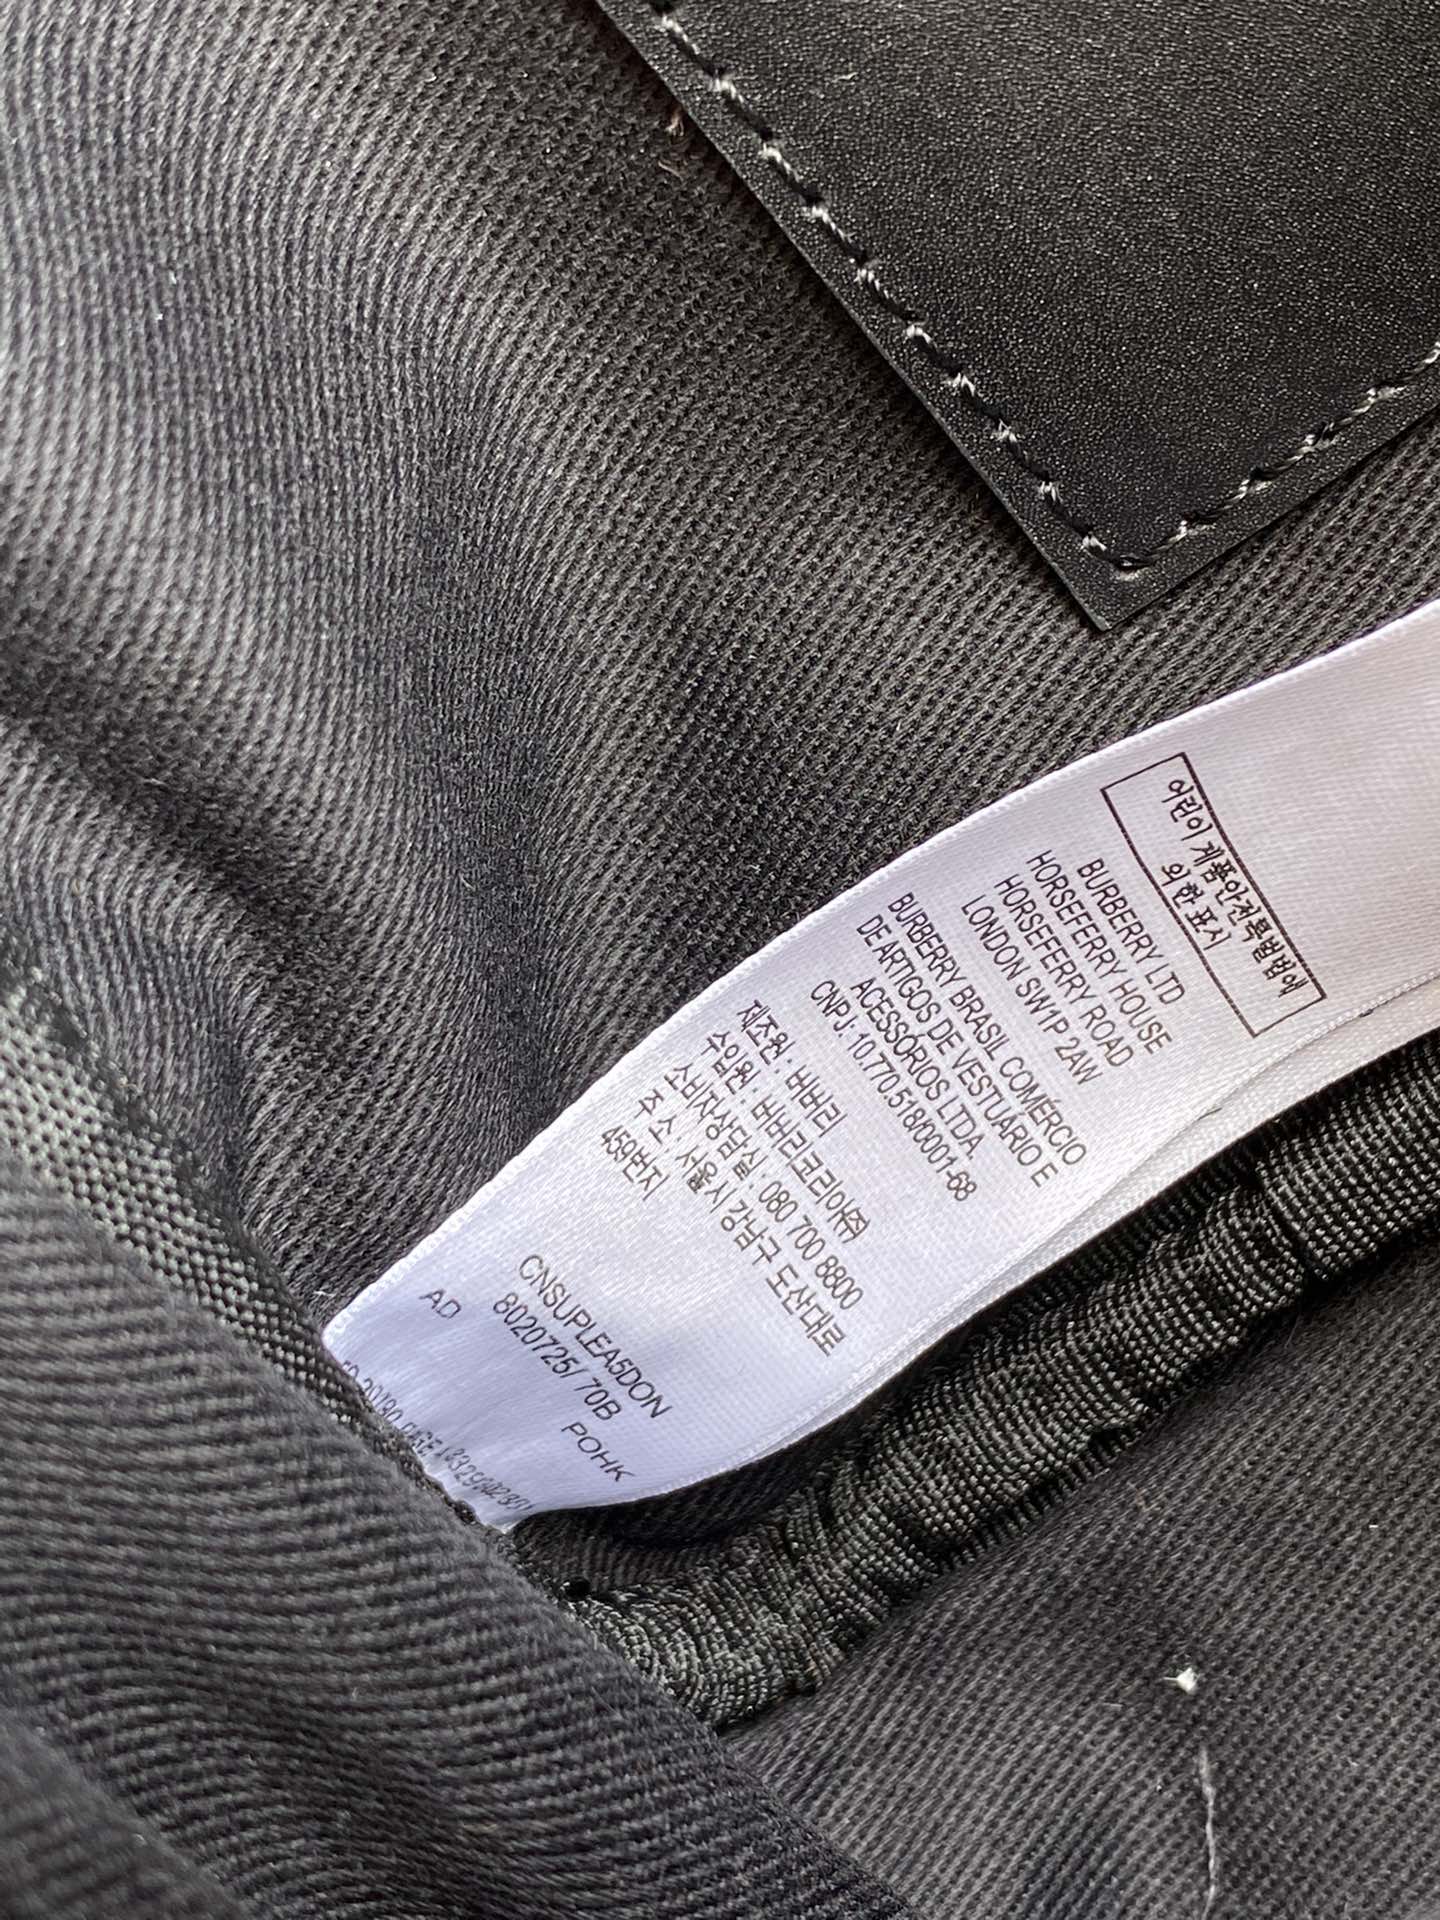 어린이제품안전특별법에
의한표시
BURBERRY LTD
HORSEFERRY HOUSE
HORSEFERRY ROAD
LONDON SW1P 2AW
BURBERRY BRASIL COMÉRCIO
DE ARTIGOS DE VESTUÁRIO E
ACESSÓRIOS LTDA
CNPJ: 10.770.518/0001-68
제조원 : 버버리
수입원 : 버버리코리아㈜
소비자상담실 : 080 700 8800
주 소 : 서울시 강남구 도산대로
459번지
CNSUPLEA5DON
8020725/ 70B
AD POHK